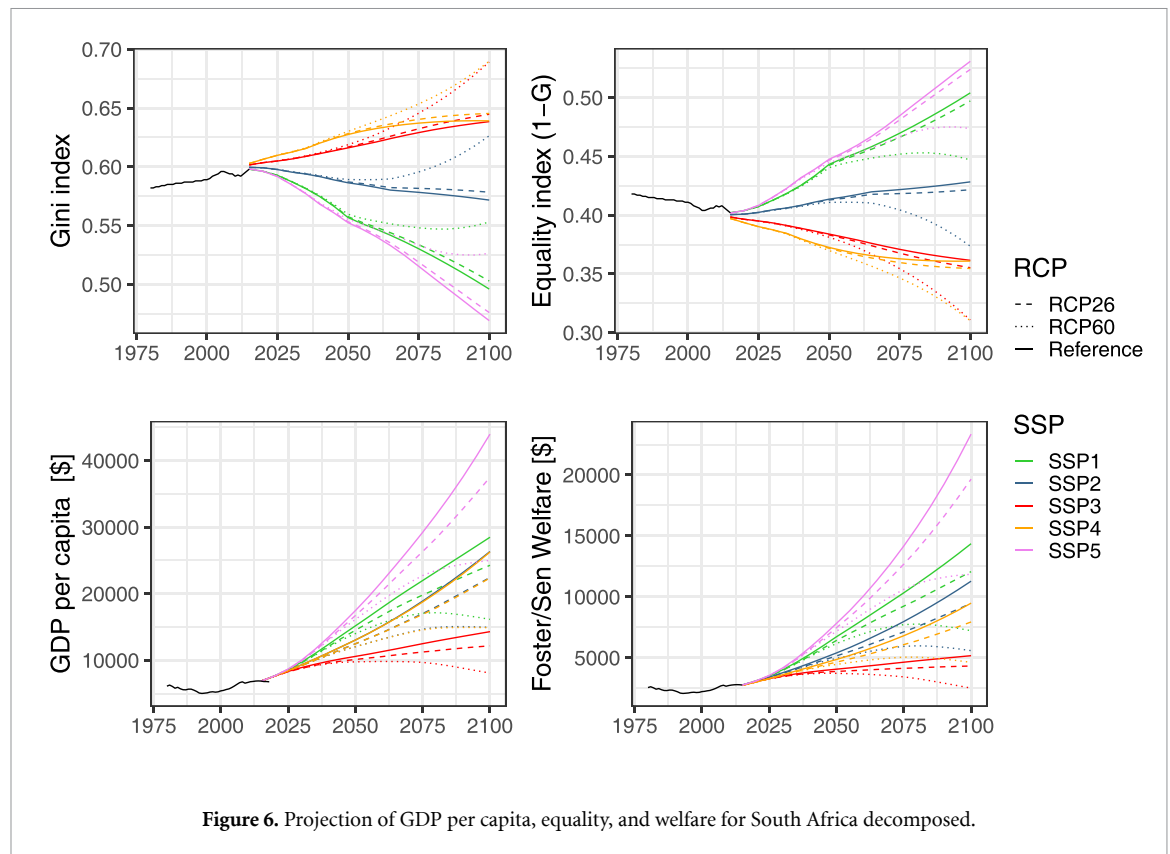 Gini index
0.70
0.65
0.60
0.55
0.50
1975 2000 2025 2050 2075 2100
Equality index (1−G)
0.50
0.45
0.40
0.35
0.30
1975 2000 2025 2050 2075 2100
GDP per capita [$]
40000
30000
20000
10000
1975 2000 2025 2050 2075 2100
Foster/Sen Welfare [$]
20000
15000
10000
5000
1975 2000 2025 2050 2075 2100
RCP
RCP26
RCP60
Reference
SSP
SSP1
SSP2
SSP3
SSP4
SSP5
Figure 6. Projection of GDP per capita, equality, and welfare for South Africa decomposed.